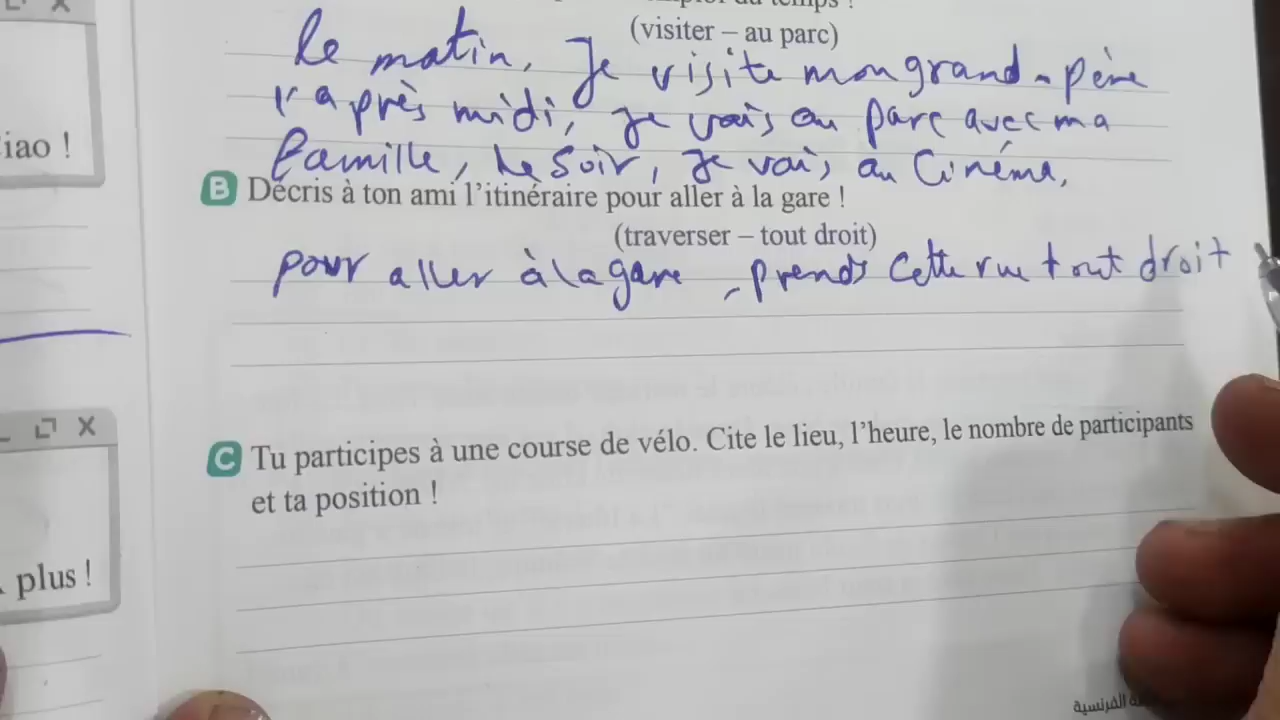 temps !
(visiter – au parc)
le matin, Je visite mon grand-père
l'après midi, Je vais au parc avec ma
famille, le soir, Je vais au Cinéma,
iao !
B Décris à ton ami l'itinéraire pour aller à la gare !
(traverser – tout droit)
pour aller à la gare, prends cette rue tout droit
C Tu participes à une course de vélo. Cite le lieu, l'heure, le nombre de participants
et ta position !
plus !
الفرنسية